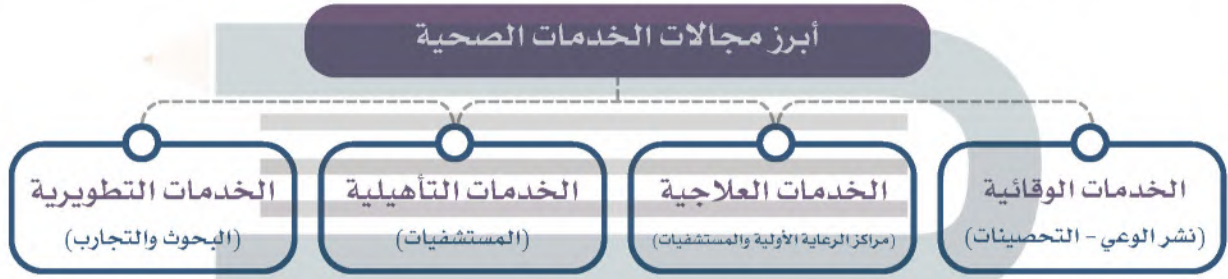 أبرز مجالات الخدمات الصحية
الخدمات الوقائية
(نشر الوعي - التحصينات)
الخدمات العلاجية
(مراكز الرعاية الأولية والمستشفيات)
الخدمات التأهيلية
(المستشفيات)
الخدمات التطويرية
(البحوث والتجارب)